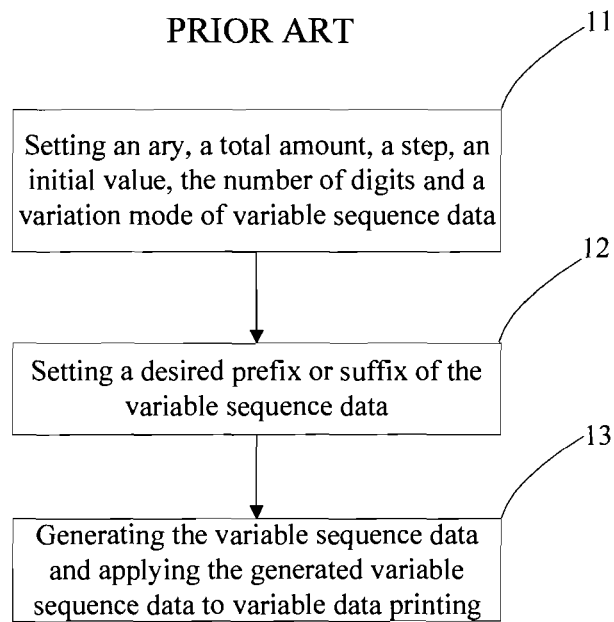 PRIOR ART
11
Setting an ary, a total amount, a step, an
initial value, the number of digits and a
variation mode of variable sequence data
12
Setting a desired prefix or suffix of the
variable sequence data
13
Generating the variable sequence data
and applying the generated variable
sequence data to variable data printing